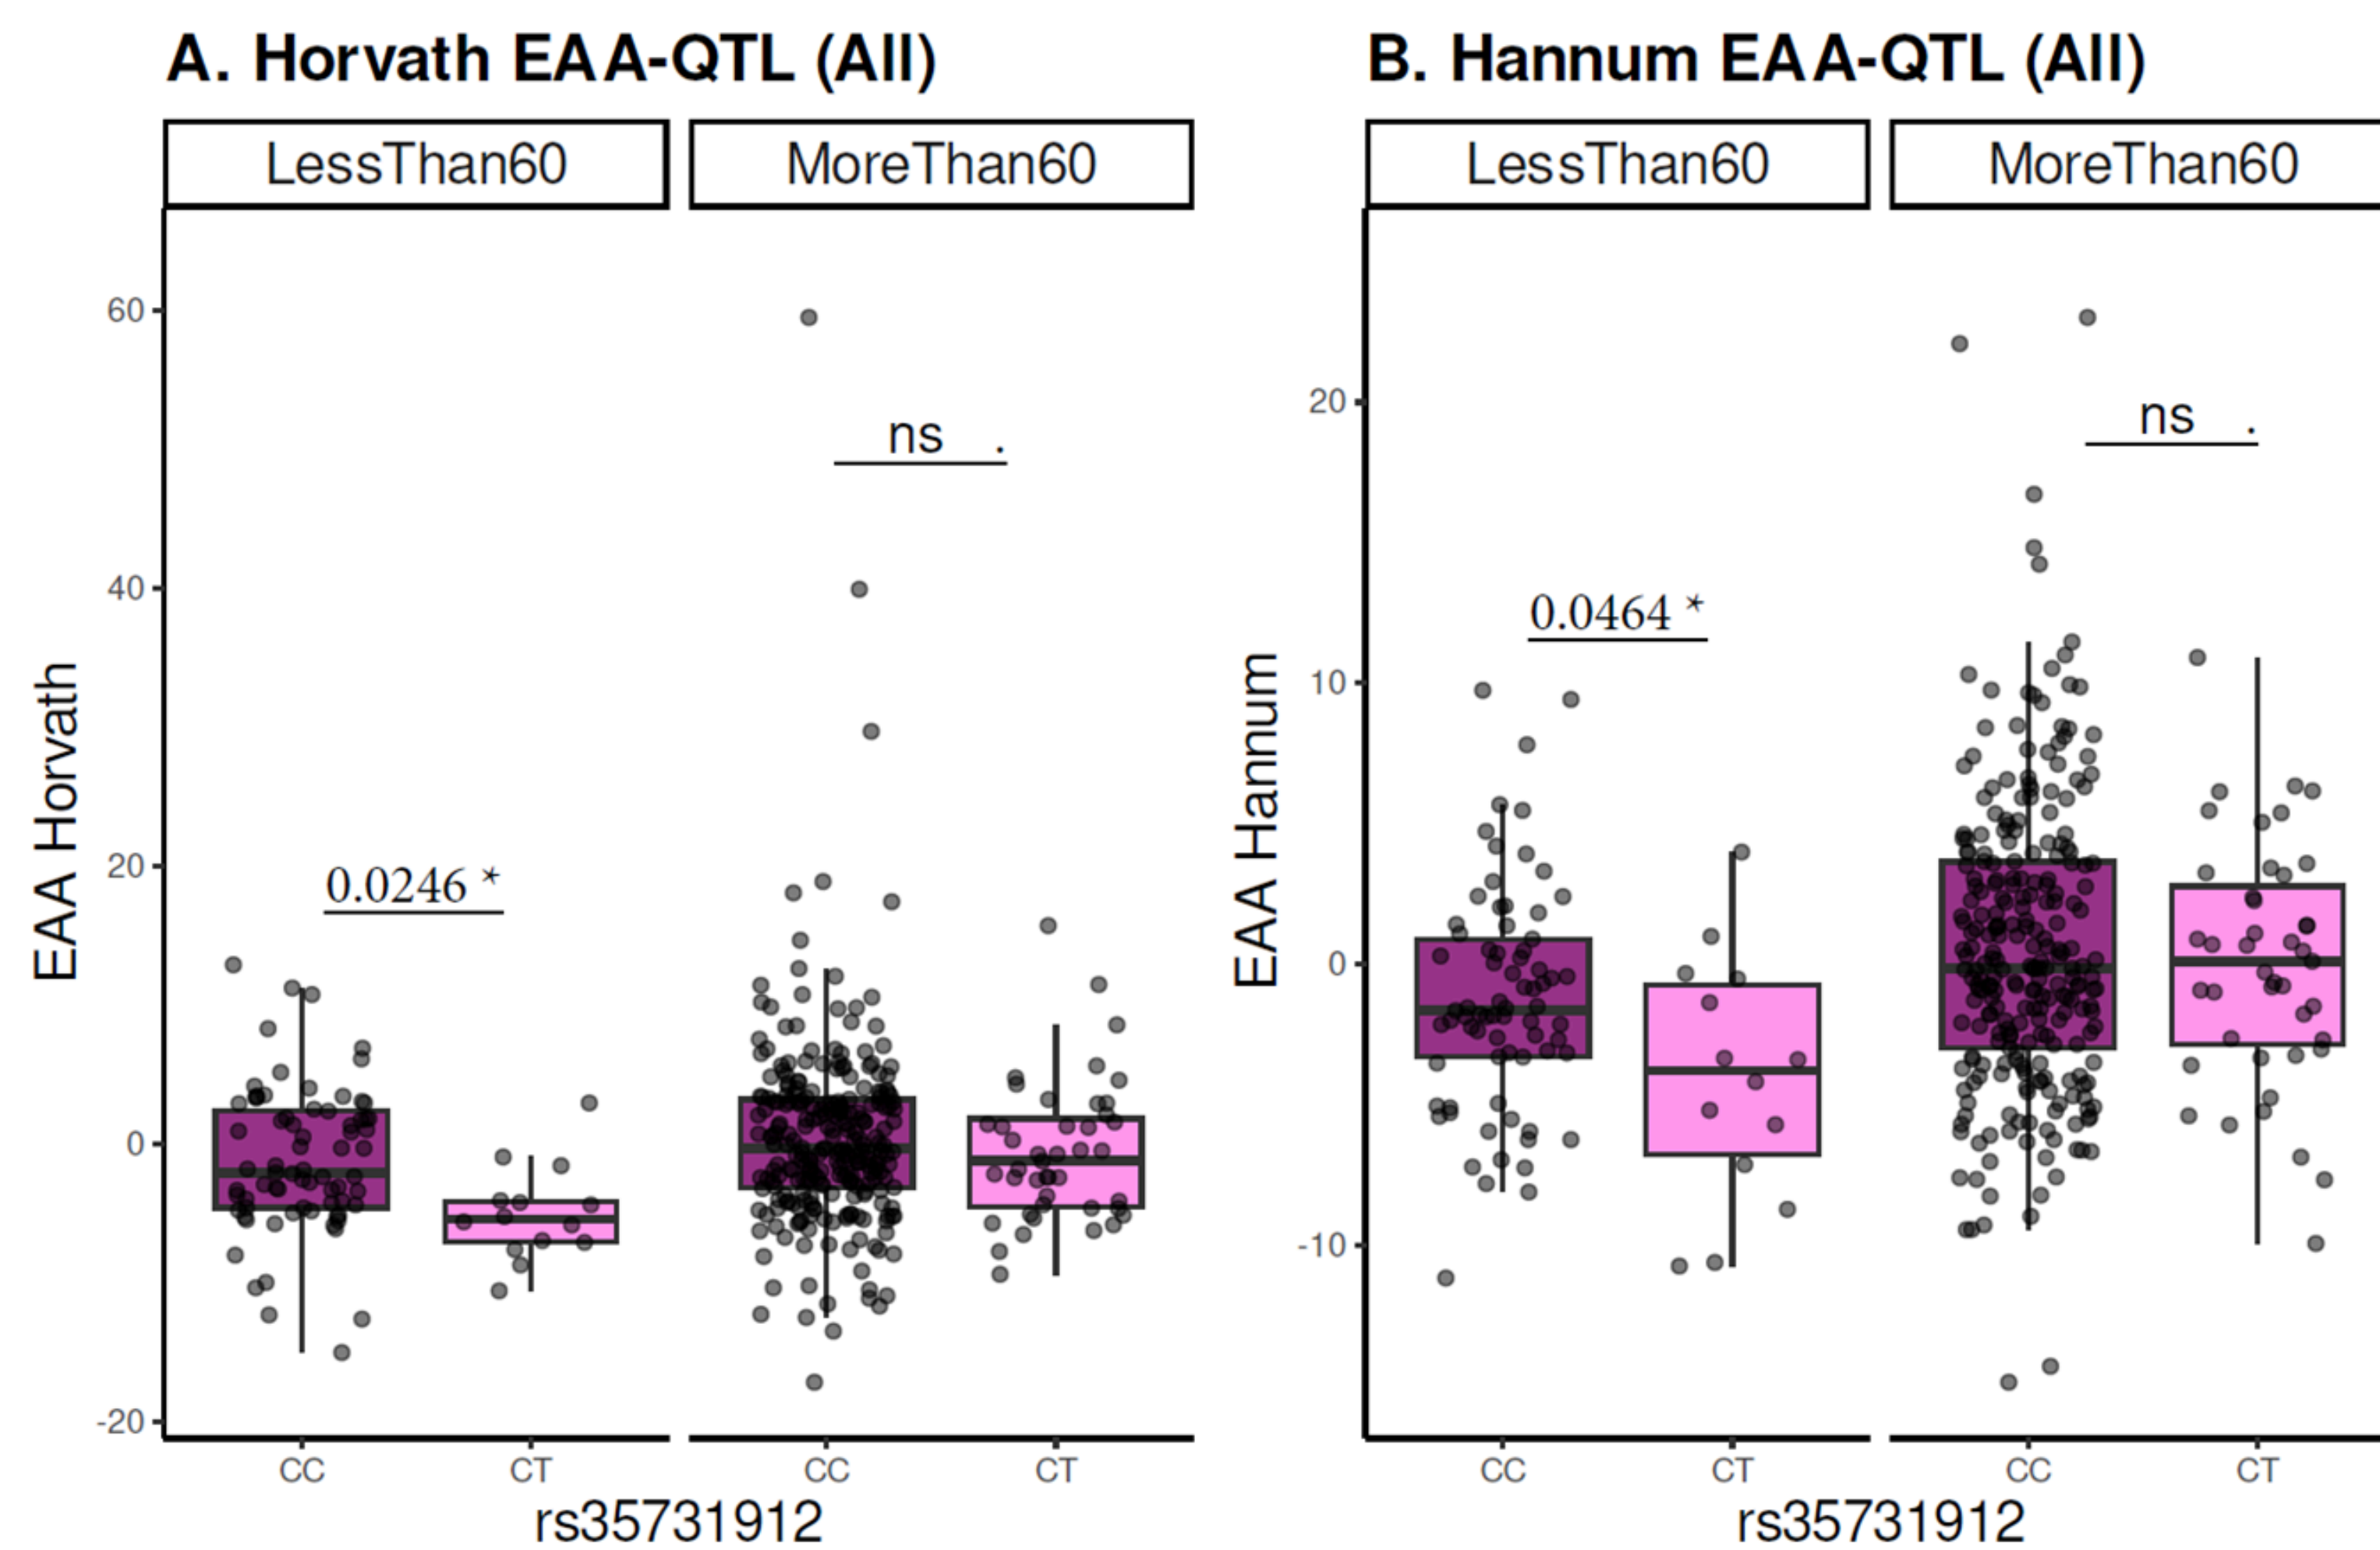 A. Horvath EAA-QTL (All)
LessThan60 MoreThan60
EAA Horvath
60
40
20
0
-20
0.0246 *
ns .
CC CT CC CT
rs35731912
B. Hannum EAA-QTL (All)
LessThan60 MoreThan60
EAA Hannum
20
10
0
-10
0.0464 *
ns .
CC CT CC CT
rs35731912